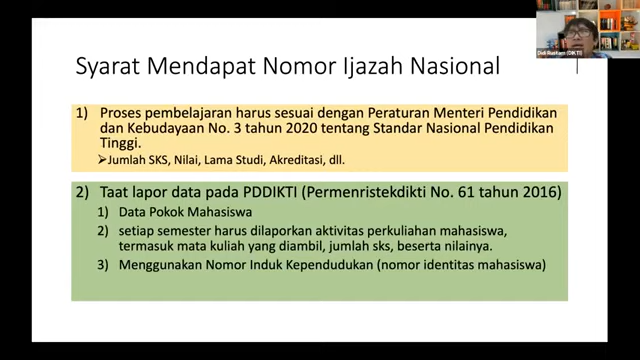 Didi Rustam (DIKTI)
Syarat Mendapat Nomor Ijazah Nasional
1) Proses pembelajaran harus sesuai dengan Peraturan Menteri Pendidikan
dan Kebudayaan No. 3 tahun 2020 tentang Standar Nasional Pendidikan
Tinggi.
➢Jumlah SKS, Nilai, Lama Studi, Akreditasi, dll.
2) Taat lapor data pada PDDIKTI (Permenristekdikti No. 61 tahun 2016)
1) Data Pokok Mahasiswa
2) setiap semester harus dilaporkan aktivitas perkuliahan mahasiswa,
termasuk mata kuliah yang diambil, jumlah sks, beserta nilainya.
3) Menggunakan Nomor Induk Kependudukan (nomor identitas mahasiswa)